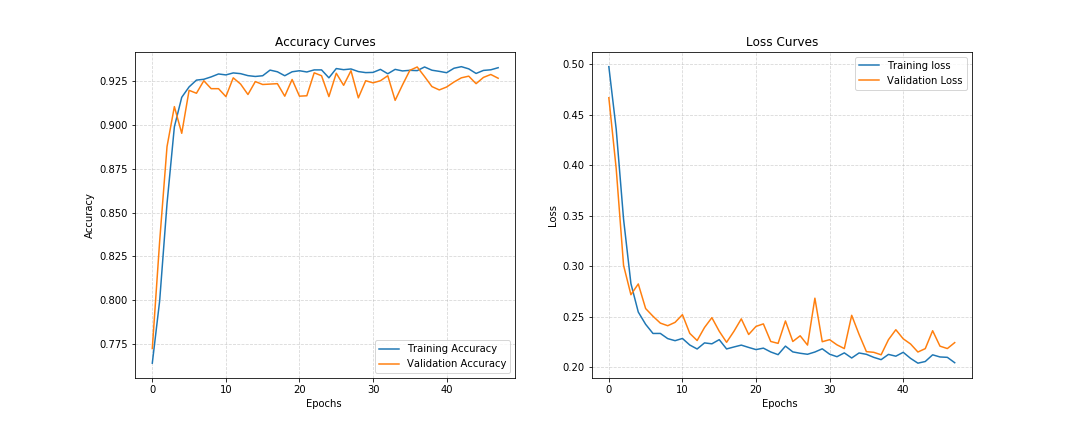 Accuracy Curves
0.925
0.900
0.875
0.850
0.825
0.800
0.775
Accuracy
0 10 20 30 40
Epochs
Training Accuracy
Validation Accuracy
Loss Curves
0.50
0.45
0.40
0.35
0.30
0.25
0.20
Loss
0 10 20 30 40
Epochs
Training loss
Validation Loss